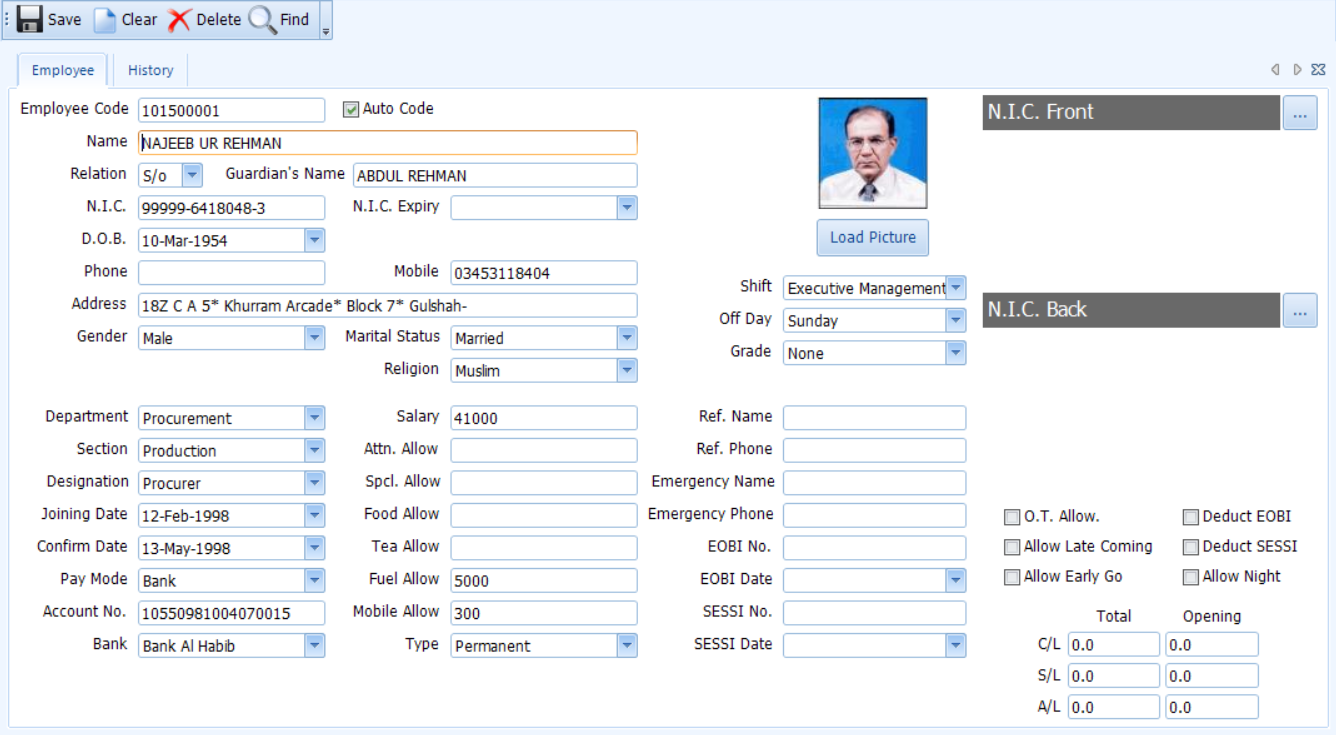 Save Clear Delete Find
Employee History
Employee Code 101500001 Auto Code
Name NAJEEB UR REHMAN
Relation S/o Guardian's Name ABDUL REHMAN
N.I.C. 99999-6418048-3 N.I.C. Expiry
D.O.B. 10-Mar-1954
Phone Mobile 03453118404
Address 18Z C A 5* Khurram Arcade* Block 7* Gulshah-
Gender Male Marital Status Married
Religion Muslim
Load Picture
Shift Executive Management
Off Day Sunday
Grade None
N.I.C. Front ...
N.I.C. Back ...
Department Procurement Salary 41000 Ref. Name
Section Production Attn. Allow Ref. Phone
Designation Procurer Spcl. Allow Emergency Name
Joining Date 12-Feb-1998 Food Allow Emergency Phone
Confirm Date 13-May-1998 Tea Allow EOBI No.
Pay Mode Bank Fuel Allow 5000 EOBI Date
Account No. 10550981004070015 Mobile Allow 300 SESSI No.
Bank Bank Al Habib Type Permanent SESSI Date
O.T. Allow. Deduct EOBI
Allow Late Coming Deduct SESSI
Allow Early Go Allow Night
Total Opening
C/L 0.0 0.0
S/L 0.0 0.0
A/L 0.0 0.0